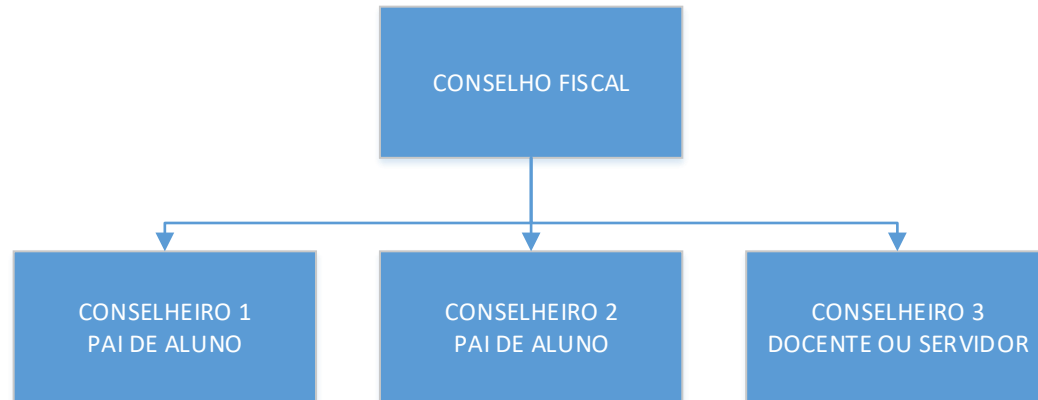 CONSELHO FISCAL
CONSELHEIRO 1
PAI DE ALUNO
CONSELHEIRO 2
PAI DE ALUNO
CONSELHEIRO 3
DOCENTE OU SERVIDOR